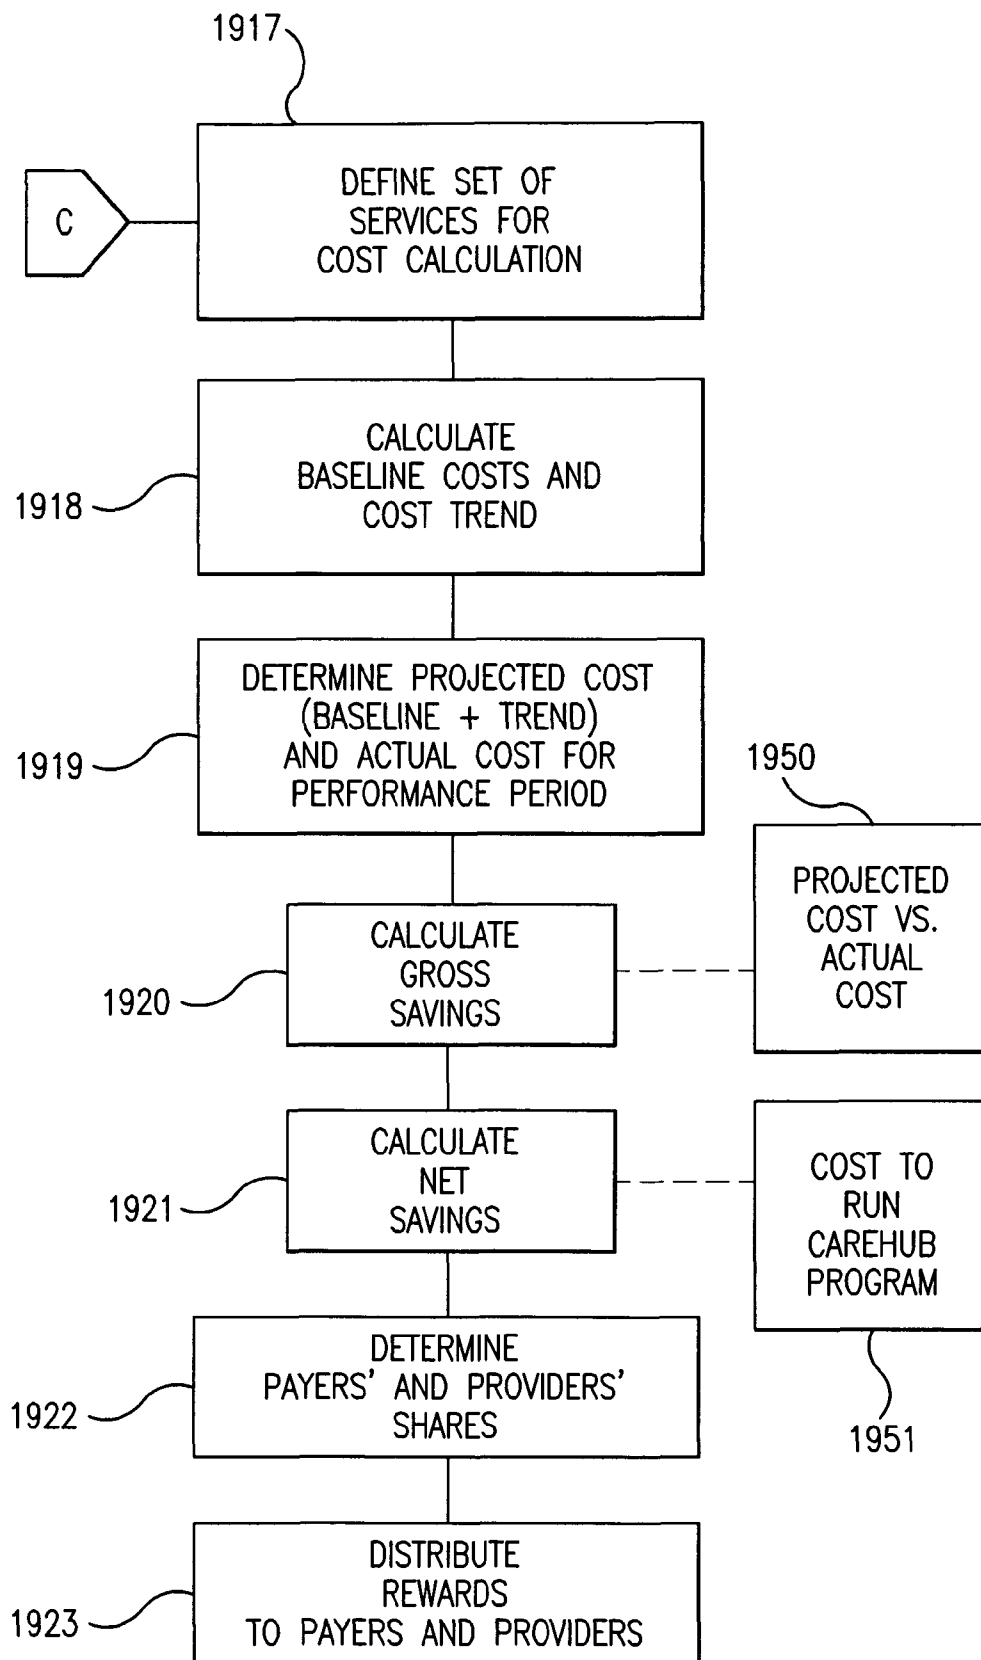 1917
C
DEFINE SET OF
SERVICES FOR
COST CALCULATION
CALCULATE
BASELINE COSTS AND
COST TREND
1918
DETERMINE PROJECTED COST
(BASELINE + TREND)
AND ACTUAL COST FOR
PERFORMANCE PERIOD
1919
1950
PROJECTED
COST VS.
ACTUAL
COST
CALCULATE
GROSS
SAVINGS
1920
CALCULATE
NET
SAVINGS
1921
COST TO
RUN
CAREHUB
PROGRAM
1951
DETERMINE
PAYERS' AND PROVIDERS'
SHARES
1922
DISTRIBUTE
REWARDS
TO PAYERS AND PROVIDERS
1923